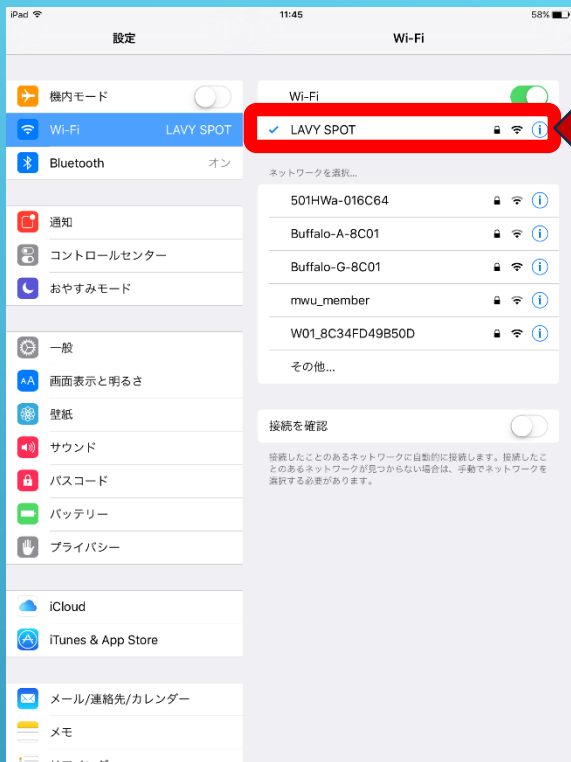 iPad 11:45 58%
設定
機内モード
Wi-Fi LAVY SPOT
Bluetooth オン
通知
コントロールセンター
おやすみモード
一般
画面表示と明るさ
壁紙
サウンド
パスコード
バッテリー
プライバシー
iCloud
iTunes & App Store
メール/連絡先/カレンダー
メモ
Wi-Fi
Wi-Fi
LAVY SPOT
ネットワークを選択...
501HWa-016C64
Buffalo-A-8C01
Buffalo-G-8C01
mwu_member
W01_8C34FD49B50D
その他...
接続を確認
接続したことのあるネットワークに自動的に接続します。接続したこ
とのあるネットワークが見つからない場合は、手動でネットワークを
選択する必要があります。